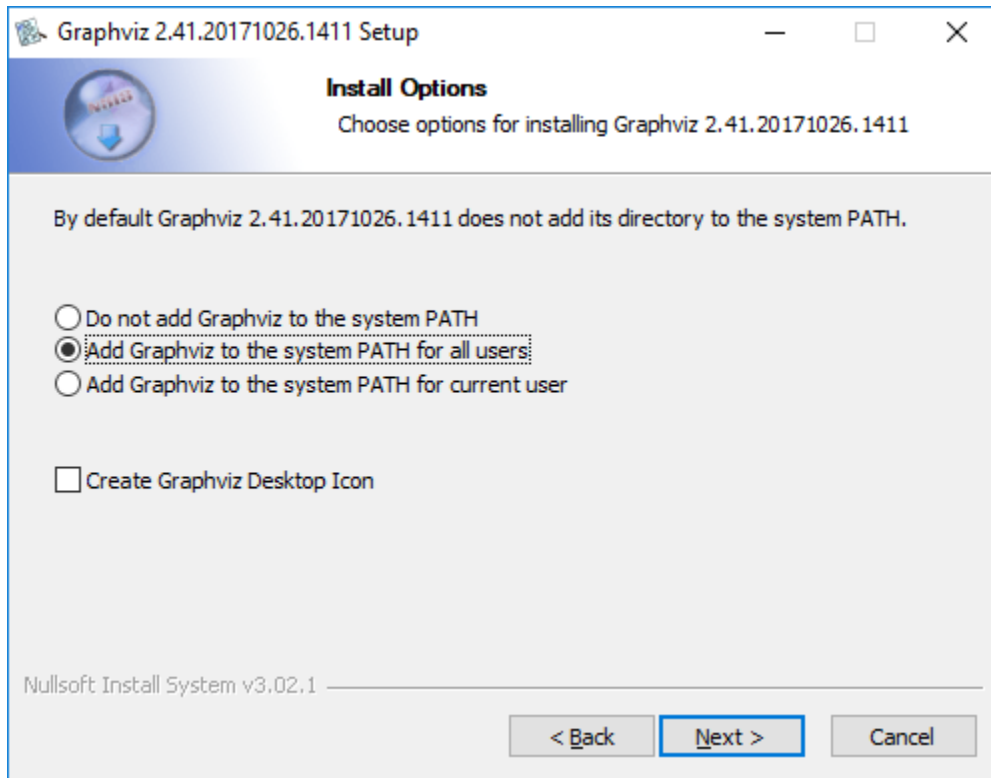 Graphviz 2.41.20171026.1411 Setup
Install Options
Choose options for installing Graphviz 2.41.20171026.1411
By default Graphviz 2.41.20171026.1411 does not add its directory to the system PATH.
Do not add Graphviz to the system PATH
Add Graphviz to the system PATH for all users
Add Graphviz to the system PATH for current user
Create Graphviz Desktop Icon
Nullsoft Install System v3.02.1
< Back Next > Cancel